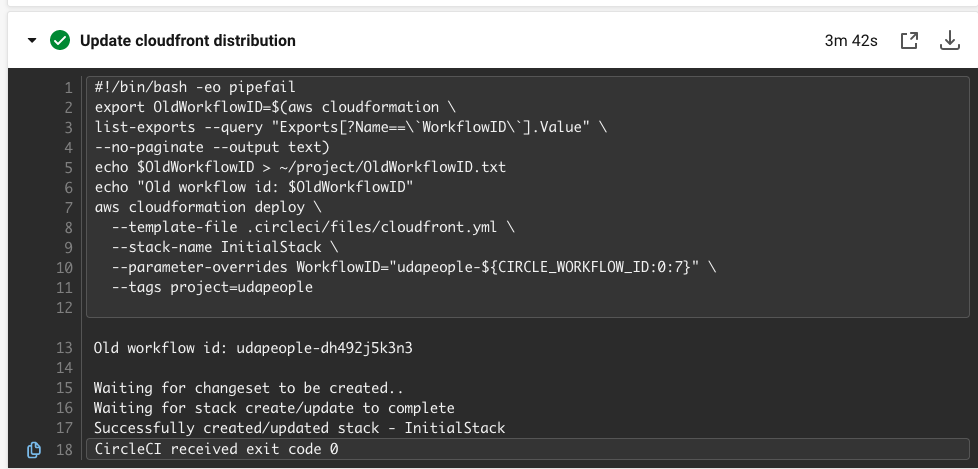 Update cloudfront distribution 3m 42s
1 #!/bin/bash -eo pipefail
2 export OldWorkflowID=$(aws cloudformation \
3 list-exports --query "Exports[?Name==\`WorkflowID\`].Value" \
4 --no-paginate --output text)
5 echo $OldWorkflowID > ~/project/OldWorkflowID.txt
6 echo "Old workflow id: $OldWorkflowID"
7 aws cloudformation deploy \
8   --template-file .circleci/files/cloudfront.yml \
9   --stack-name InitialStack \
10   --parameter-overrides WorkflowID="udapeople-${CIRCLE_WORKFLOW_ID:0:7}" \
11   --tags project=udapeople
12
13 Old workflow id: udapeople-dh492j5k3n3
14
15 Waiting for changeset to be created..
16 Waiting for stack create/update to complete
17 Successfully created/updated stack - InitialStack
18 CircleCI received exit code 0